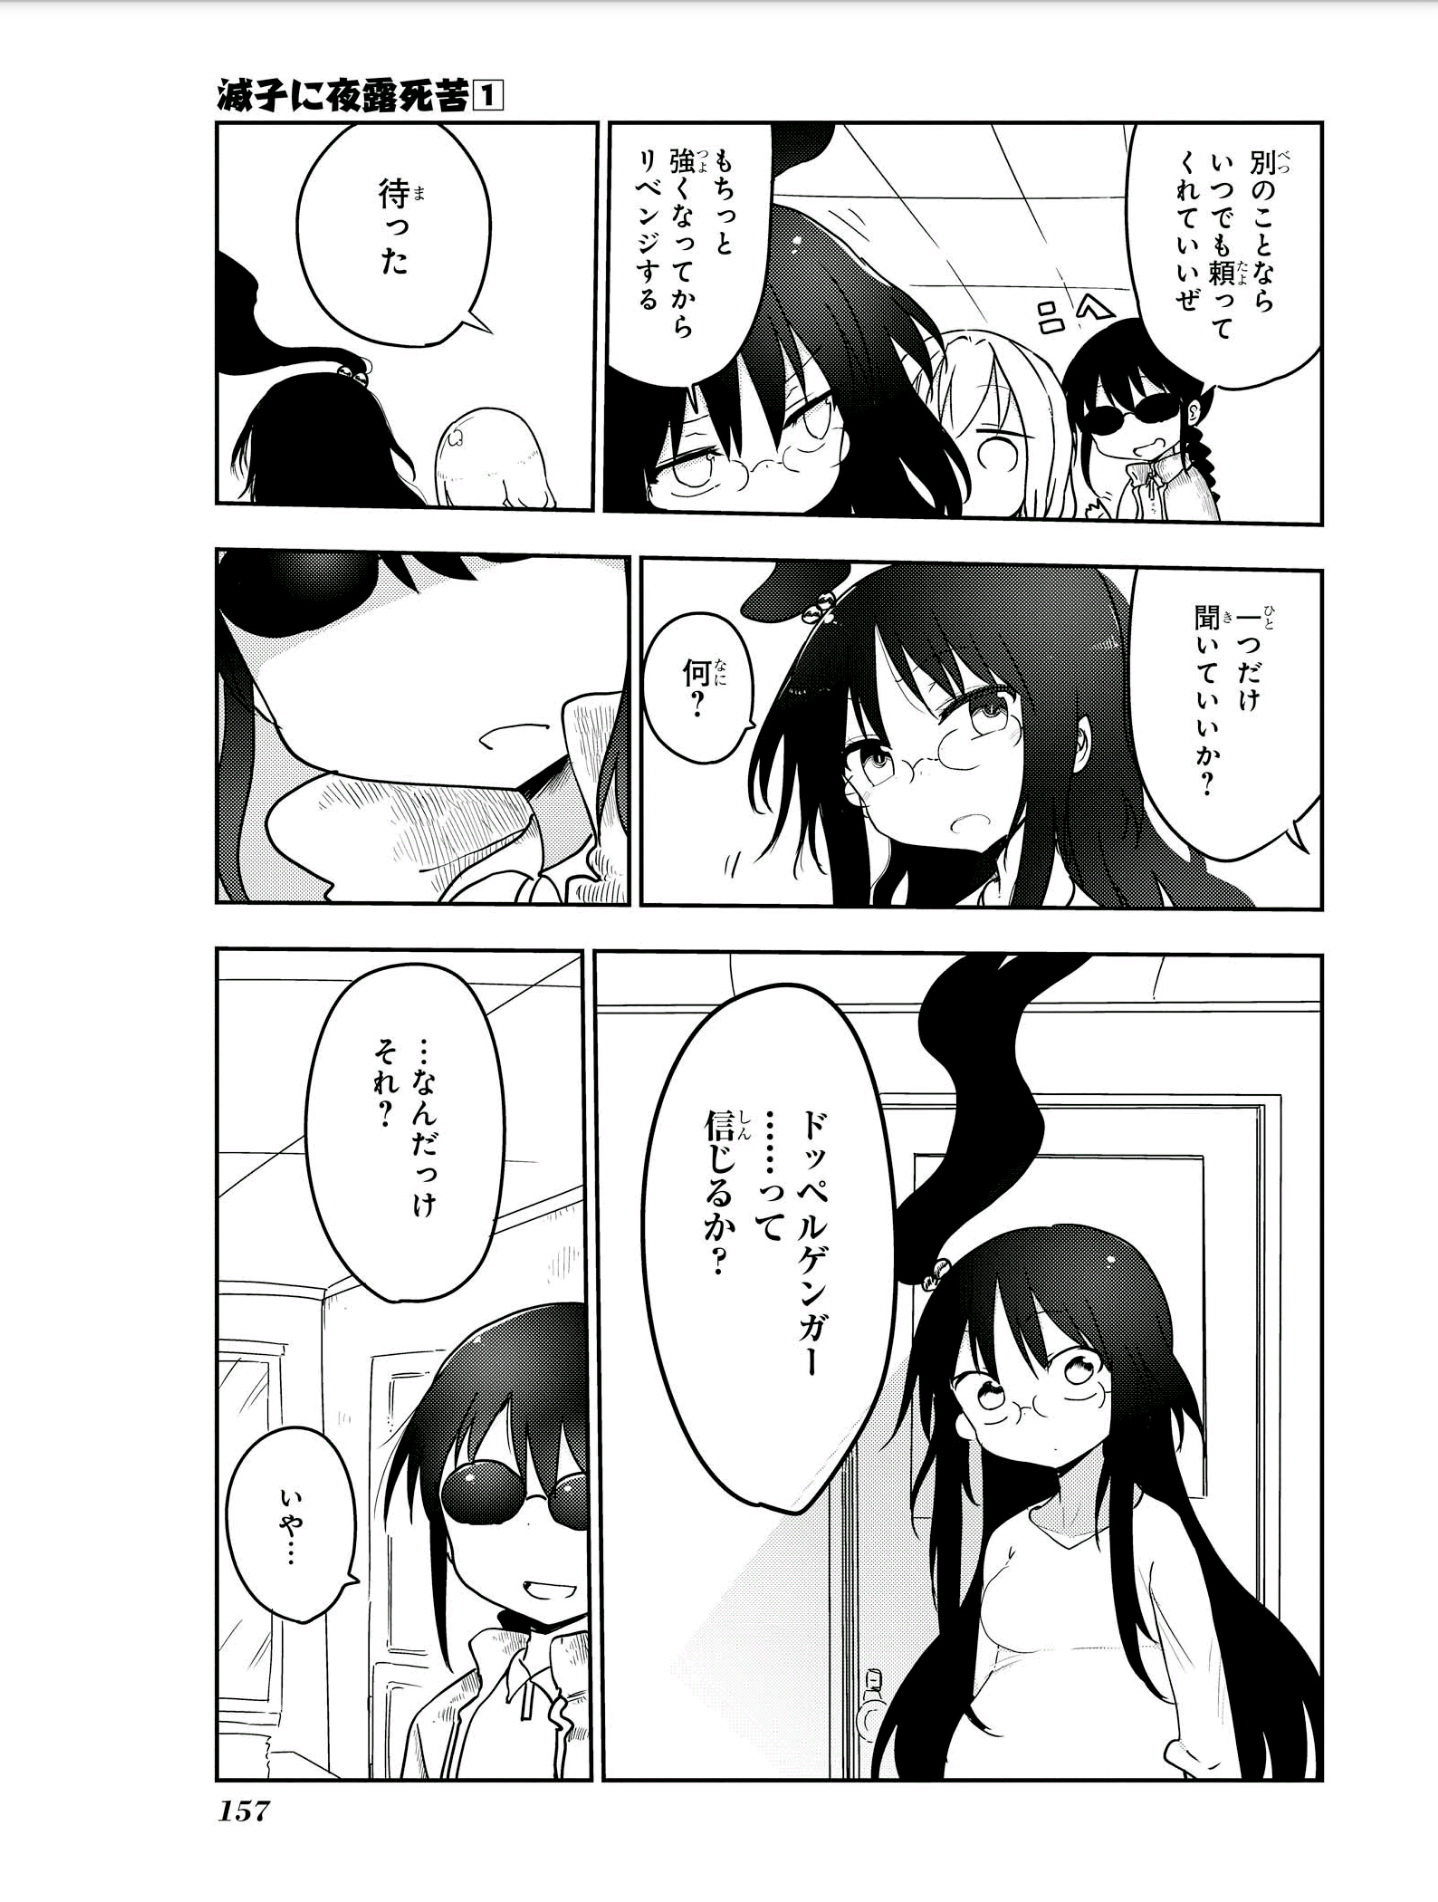 滅子に夜露死苦1
別のことなら
いつでも頼って
くれていいぜ
ヘ
ロ
もちっと
強くなってから
リベンジする
待った
一つだけ
聞いていいか?
何?
ドッペルゲンガー
……って
信じるか?
…なんだっけ
それ?
いや…
157